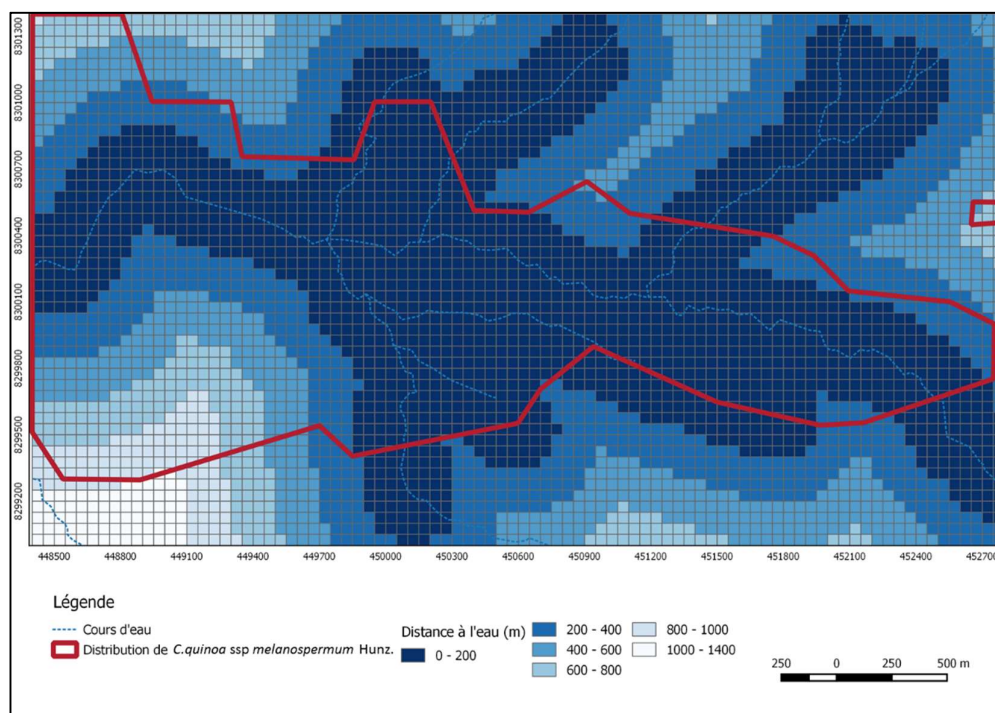 8301300
8301000
8300700
8300400
8300100
8299800
8299500
8299200
448500 448800 449100 449400 449700 450000 450300 450600 450900 451200 451500 451800 452100 452400 452700
Légende
Cours d'eau
Distribution de C.quinoa ssp melanospermum Hunz.
Distance à l'eau (m)
0 - 200
200 - 400
400 - 600
600 - 800
800 - 1000
1000 - 1400
250 0 250 500 m